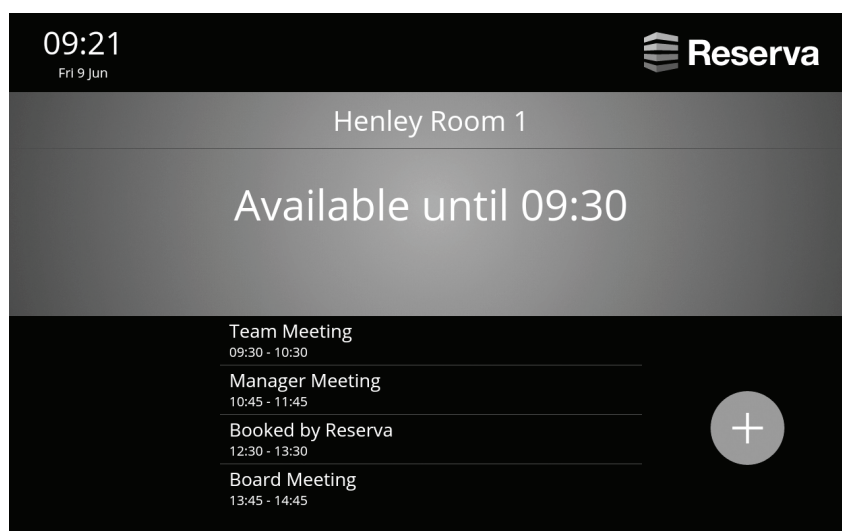 09:21
Fri 9 Jun
Reserva
Henley Room 1
Available until 09:30
Team Meeting
09:30 - 10:30
Manager Meeting
10:45 - 11:45
Booked by Reserva
12:30 - 13:30
Board Meeting
13:45 - 14:45